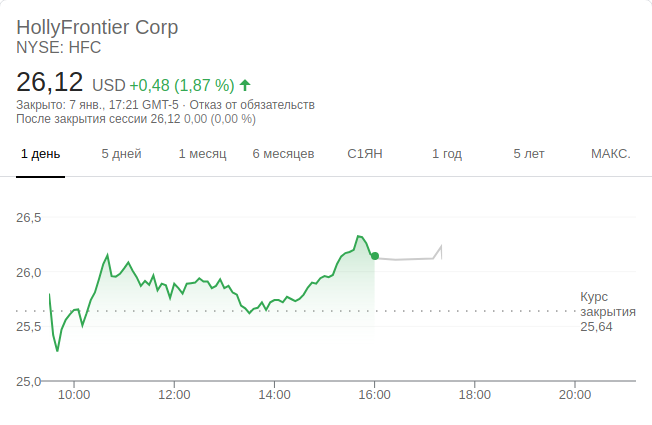 HollyFrontier Corp
NYSE: HFC
26,12 USD +0,48 (1,87 %)
Закрыто: 7 янв., 17:21 GMT-5 · Отказ от обязательств
После закрытия сессии 26,12 0,00 (0,00 %)
1 день 5 дней 1 месяц 6 месяцев С1ЯН 1 год 5 лет МАКС.
26,5
26,0
25,5
25,0
Курс
закрытия
25,64
10:00 12:00 14:00 16:00 18:00 20:00